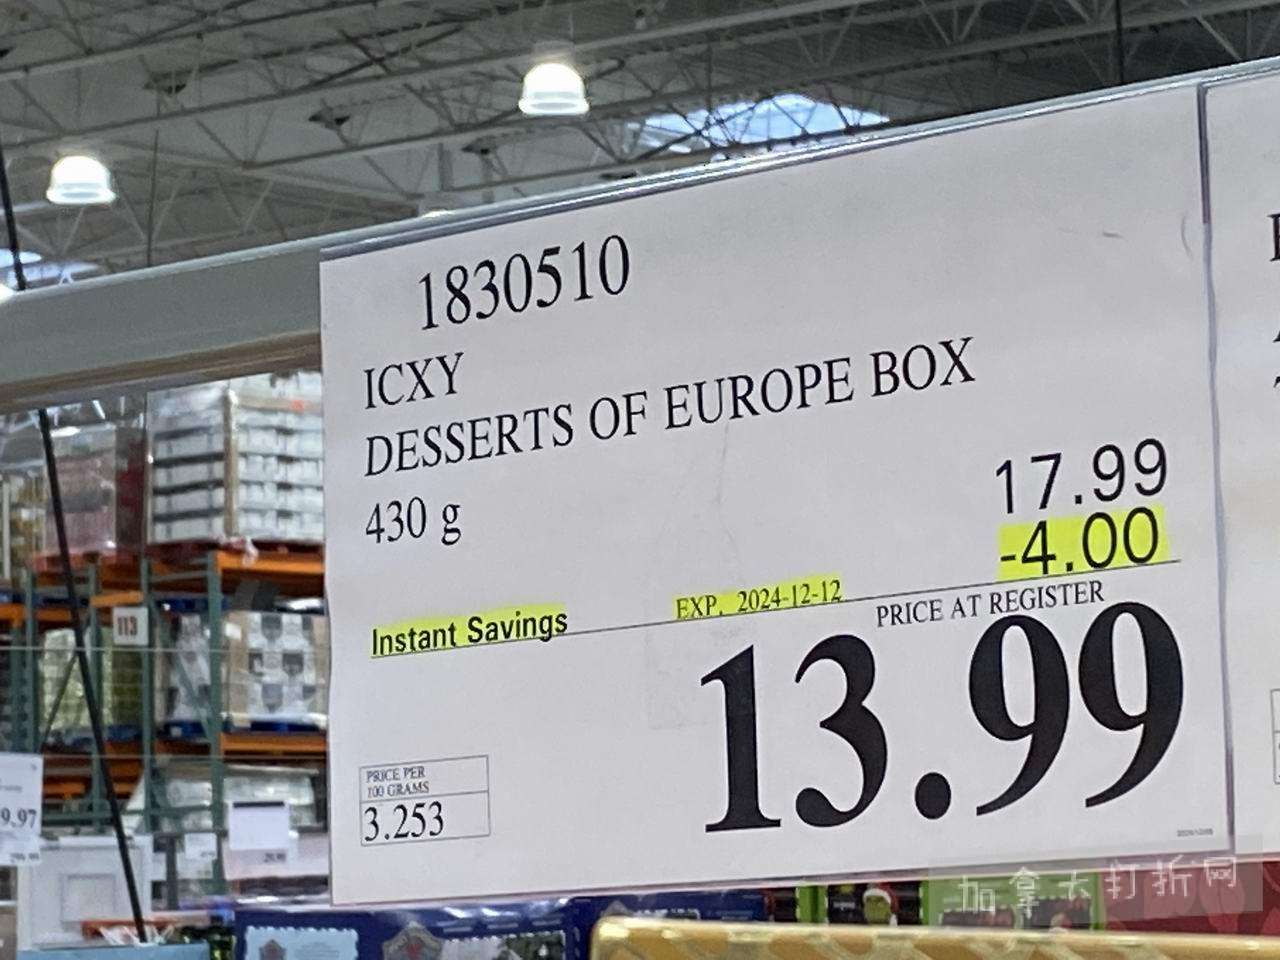 1830510
ICXY
DESSERTS OF EUROPE BOX
430 g
17.99
-4.00
Instant Savings
EXP. 2024-12-12
PRICE AT REGISTER
13.99
PRICE PER
100 GRAMS
3.253
113
9.97
加拿大打折网